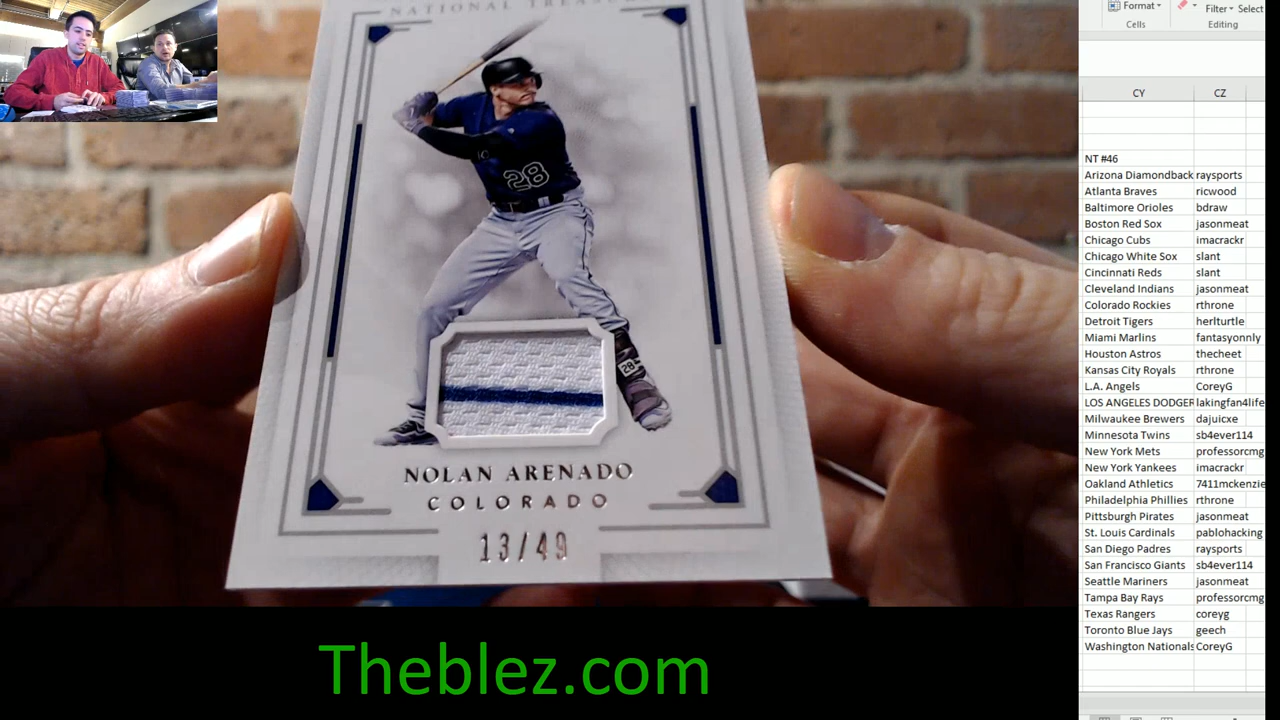 NATIONAL TREASURES
28
28
NOLAN ARENADO
COLORADO
13/49
Theblez.com
Format
Filter Select
Cells Editing
CY CZ
NT #46
Arizona Diamondback raysports
Atlanta Braves ricwood
Baltimore Orioles bdraw
Boston Red Sox jasonmeat
Chicago Cubs imacrackr
Chicago White Sox slant
Cincinnati Reds slant
Cleveland Indians jasonmeat
Colorado Rockies rthrone
Detroit Tigers herlturtle
Miami Marlins fantasyonnly
Houston Astros thecheet
Kansas City Royals rthrone
L.A. Angels CoreyG
LOS ANGELES DODGER lakingfan4life
Milwaukee Brewers dajuicxe
Minnesota Twins sb4ever114
New York Mets professorcmg
New York Yankees imacrackr
Oakland Athletics 7411mckenzie
Philadelphia Phillies rthrone
Pittsburgh Pirates jasonmeat
St. Louis Cardinals pablohacking
San Diego Padres raysports
San Francisco Giants sb4ever114
Seattle Mariners jasonmeat
Tampa Bay Rays professorcmg
Texas Rangers coreyg
Toronto Blue Jays geech
Washington Nationals CoreyG